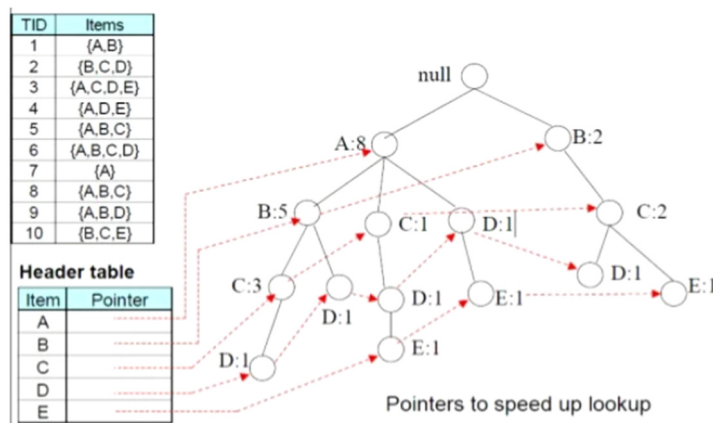 TID Items
1 {A,B}
2 {B,C,D}
3 {A,C,D,E}
4 {A,D,E}
5 {A,B,C}
6 {A,B,C,D}
7 {A}
8 {A,B,C}
9 {A,B,D}
10 {B,C,E}
Header table
Item Pointer
A
B
C
D
E
null
A:8
B:2
B:5
C:1
D:1
C:2
C:3
D:1
D:1
D:1
E:1
E:1
D:1
E:1
Pointers to speed up lookup